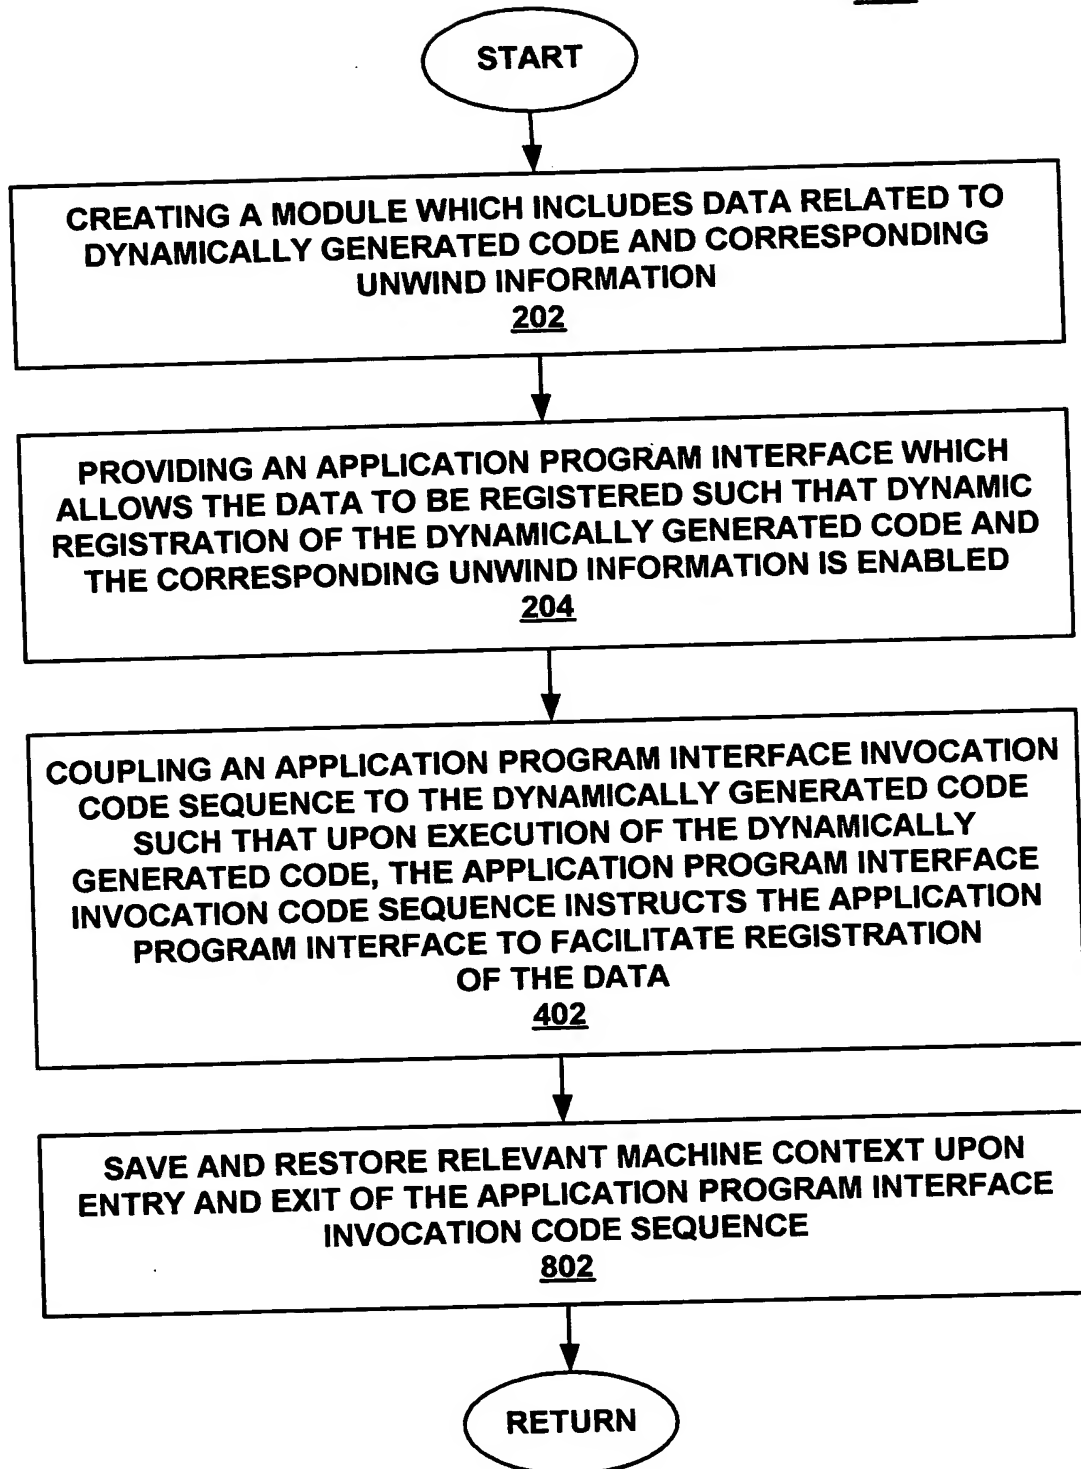 START
CREATING A MODULE WHICH INCLUDES DATA RELATED TO
DYNAMICALLY GENERATED CODE AND CORRESPONDING
UNWIND INFORMATION
202
PROVIDING AN APPLICATION PROGRAM INTERFACE WHICH
ALLOWS THE DATA TO BE REGISTERED SUCH THAT DYNAMIC
REGISTRATION OF THE DYNAMICALLY GENERATED CODE AND
THE CORRESPONDING UNWIND INFORMATION IS ENABLED
204
COUPLING AN APPLICATION PROGRAM INTERFACE INVOCATION
CODE SEQUENCE TO THE DYNAMICALLY GENERATED CODE
SUCH THAT UPON EXECUTION OF THE DYNAMICALLY
GENERATED CODE, THE APPLICATION PROGRAM INTERFACE
INVOCATION CODE SEQUENCE INSTRUCTS THE APPLICATION
PROGRAM INTERFACE TO FACILITATE REGISTRATION
OF THE DATA
402
SAVE AND RESTORE RELEVANT MACHINE CONTEXT UPON
ENTRY AND EXIT OF THE APPLICATION PROGRAM INTERFACE
INVOCATION CODE SEQUENCE
802
RETURN